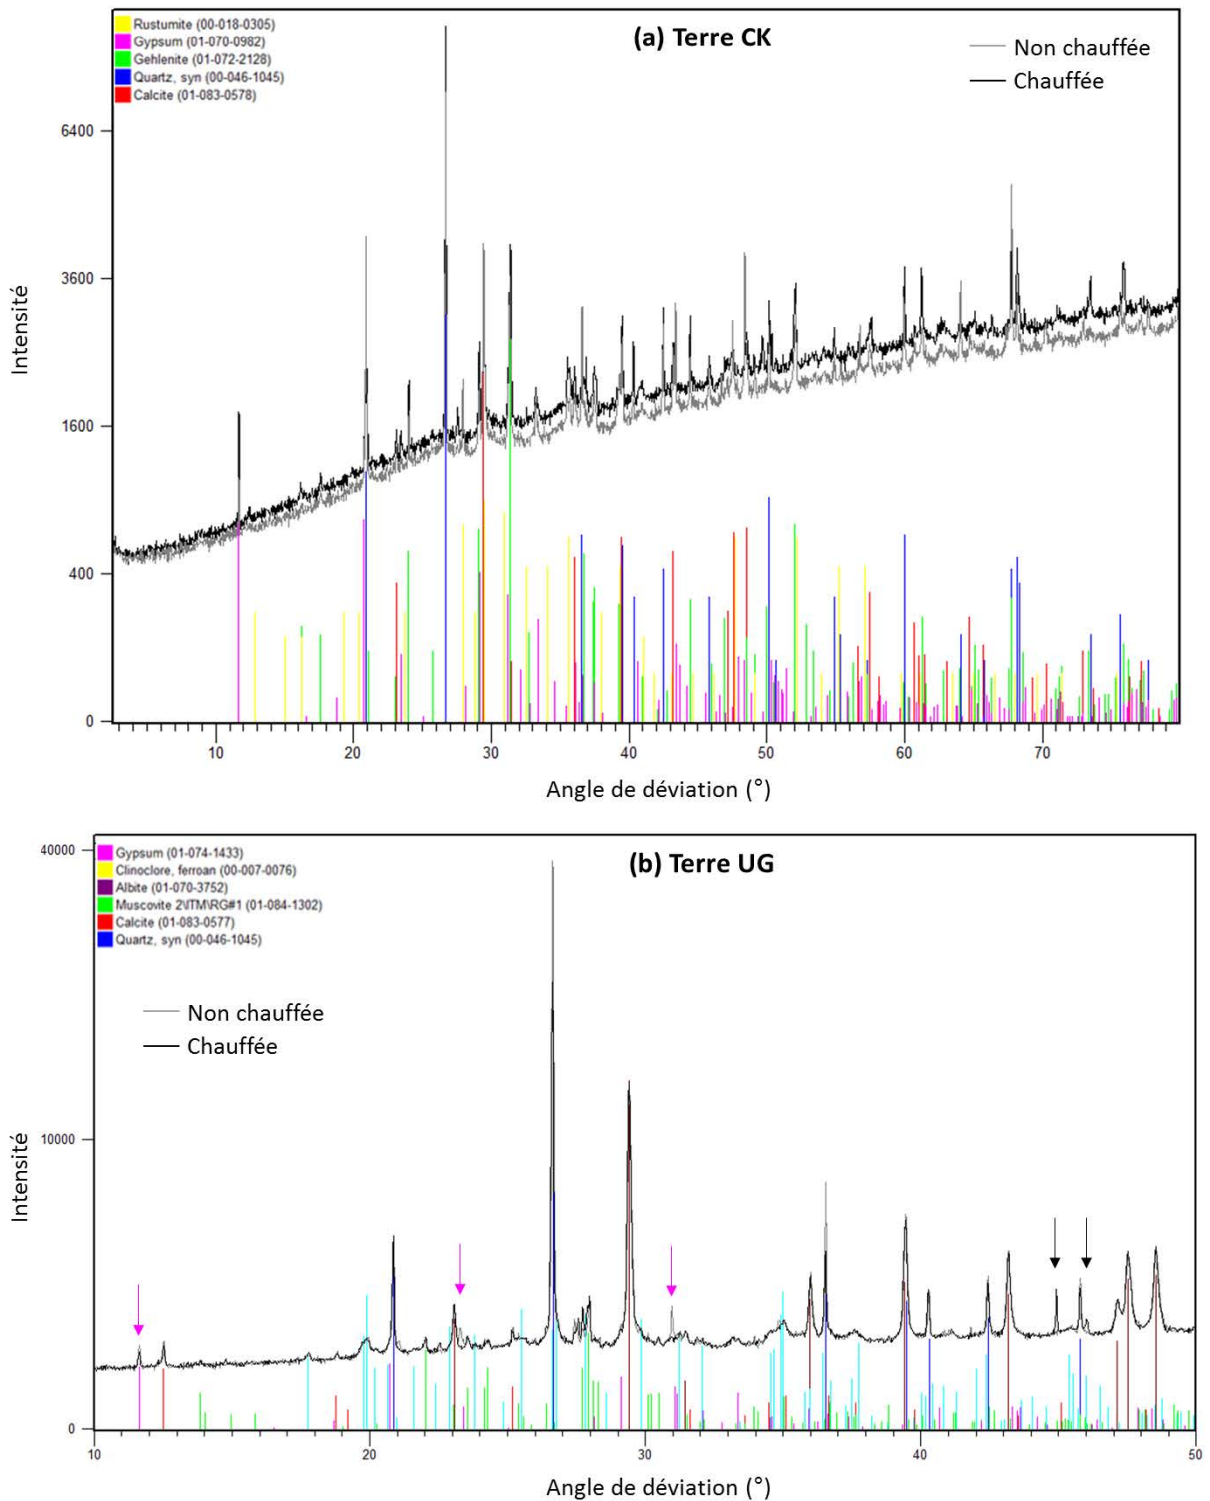 Rustumite (00-018-0305)
Gypsum (01-070-0982)
Gehlenite (01-072-2128)
Quartz, syn (00-046-1045)
Calcite (01-083-0578)
(a) Terre CK
Non chauffée
Chauffée
6400
3600
1600
400
0
Intensité
10 20 30 40 50 60 70
Angle de déviation (°)
40000
Gypsum (01-074-1433)
Clinoclore, ferroan (00-007-0076)
Albite (01-070-3752)
Muscovite 2\ITM\RG#1 (01-084-1302)
Calcite (01-083-0577)
Quartz, syn (00-046-1045)
(b) Terre UG
Non chauffée
Chauffée
10000
0
Intensité
10 20 30 40 50
Angle de déviation (°)